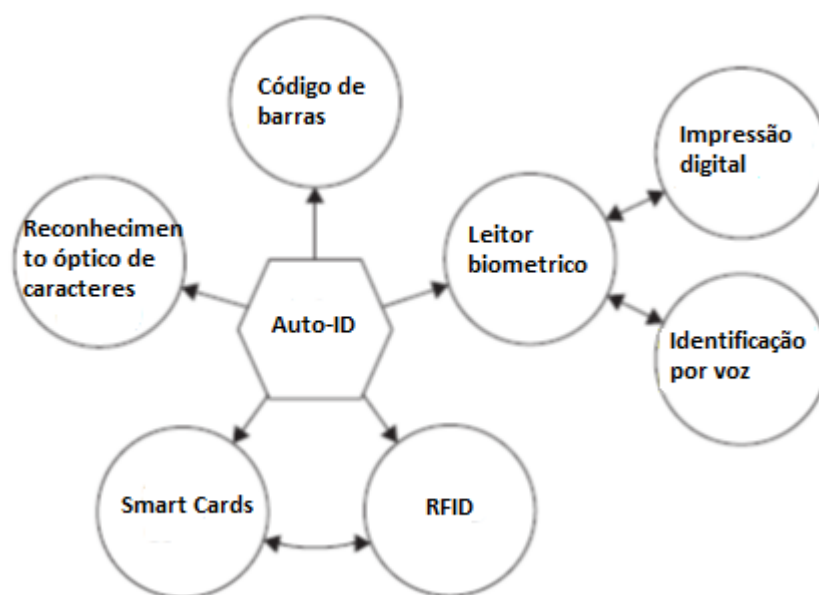 Código de
barras
Impressão
digital
Reconhecimen
to óptico de
caracteres
Leitor
biometrico
Auto-ID
Identificação
por voz
Smart Cards
RFID